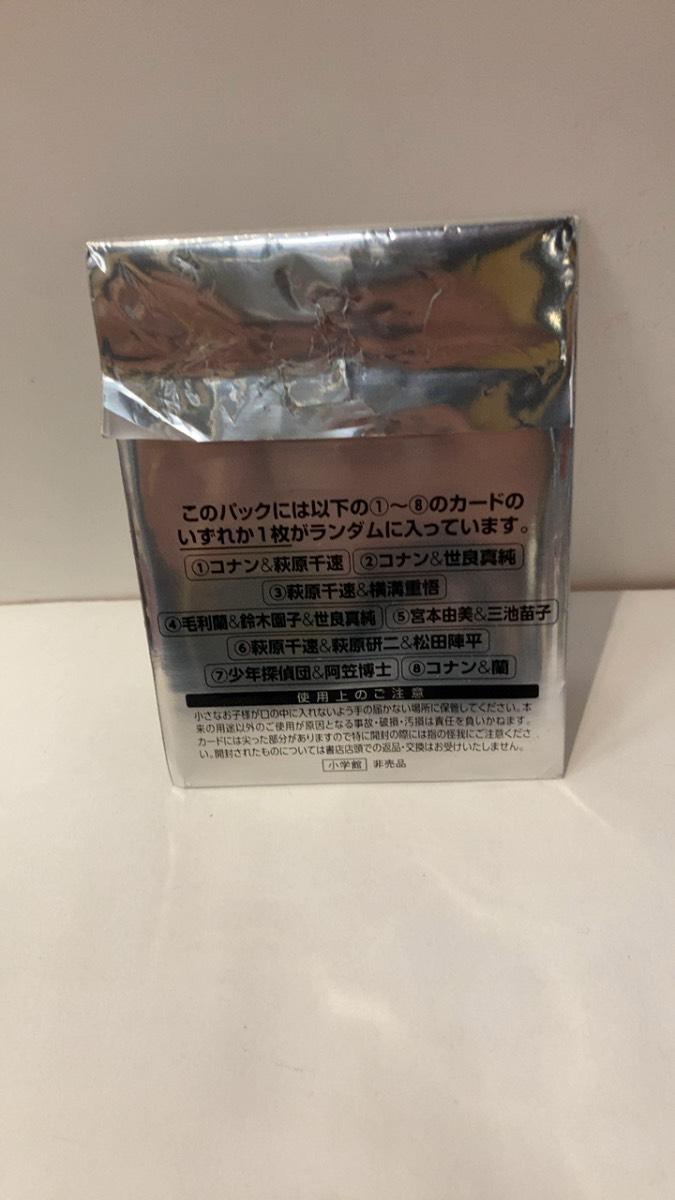 このパックには以下の①〜⑧のカードの
いずれか1枚がランダムに入っています。
①コナン&萩原千速 ②コナン&世良真純
③萩原千速&横溝重悟
④毛利蘭&鈴木園子&世良真純 ⑤宮本由美&三池苗子
⑥萩原千速&萩原研二&松田陣平
⑦少年探偵団&阿笠博士 ⑧コナン&蘭
使用上のご注意
小さなお子様が口の中に入れないよう手の届かない場所に保管してください。本
来の用途以外のご使用が原因となる事故・破損・汚損は責任を負いかねます。
カードには尖った部分がありますので特に開封の際には指の怪我にご注意くださ
い。開封されたものについては書店店頭での返品・交換はお受けいたしません。
小学館 非売品